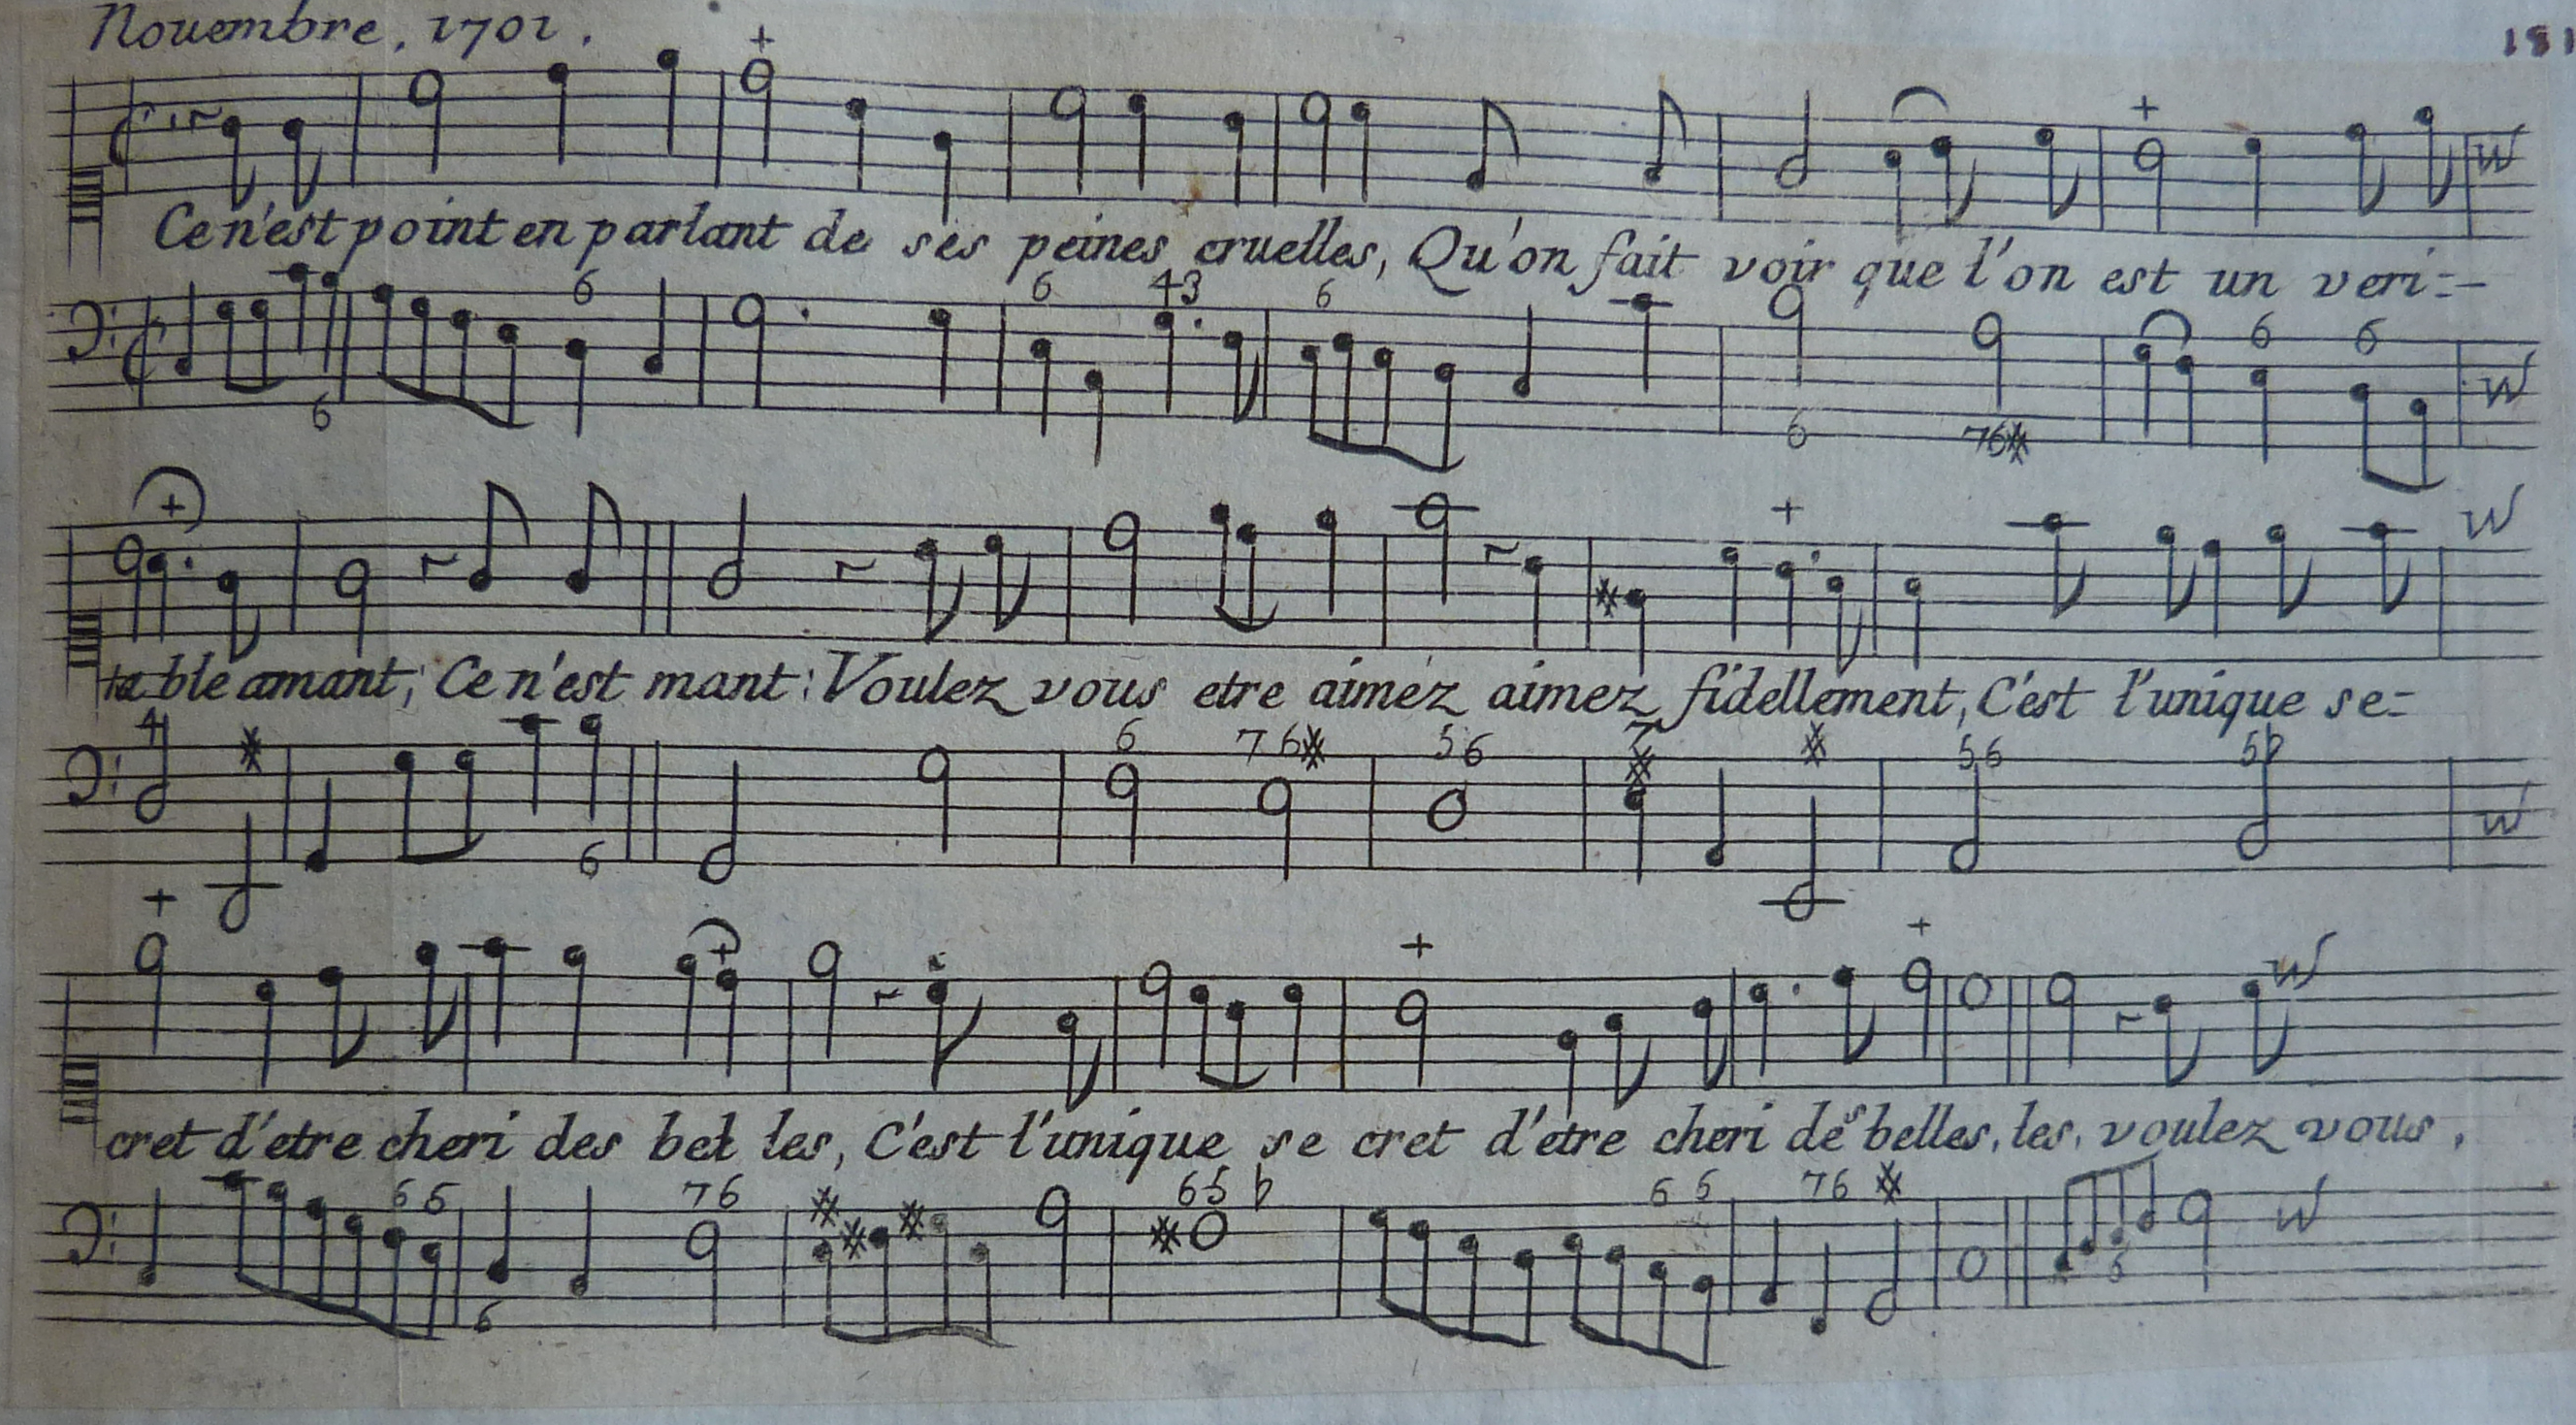 Nouembre, 1701.
181
Ce n'est point en parlant de ses peines cruelles, Qu'on fait voir que l'on est un veri=
6 43 6
6 6 6
6 6 76
table amant, Ce n'est mant: Voulez vous etre aimez aimez fidellement, C'est l'unique se=
4 6 76 56 7 56 5b
6
cret d'etre cheri des bel les, C'est l'unique se cret d'etre cheri des belles, les, voulez vous,
66 76 65 b 6 5 76
6 6